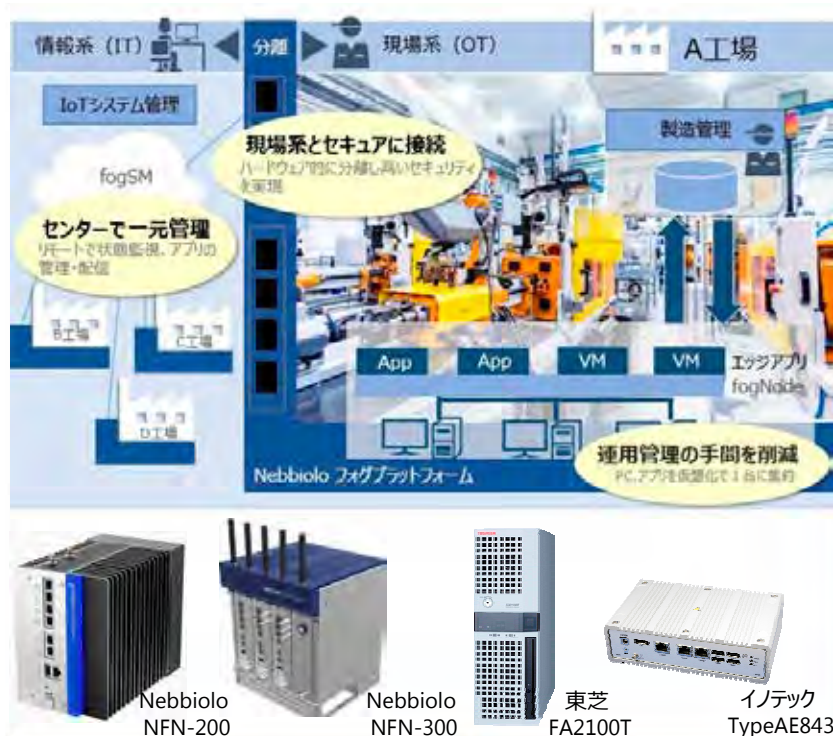 情報系（IT）
分離
現場系（OT）
A工場
IoTシステム管理
fogSM
現場系とセキュアに接続
ハードウェア的に分離し高いセキュリティ
を実現
製造管理
センターで一元管理
リモートで状態監視、アプリの
管理・配信
B工場
C工場
D工場
App
App
VM
VM
エッジアプリ
fogNode
運用管理の手間を削減
PC、アプリを仮想化で1台に集約
Nebbiolo フォグプラットフォーム
Nebbiolo
NFN-200
Nebbiolo
NFN-300
東芝
FA2100T
イノテック
TypeAE843